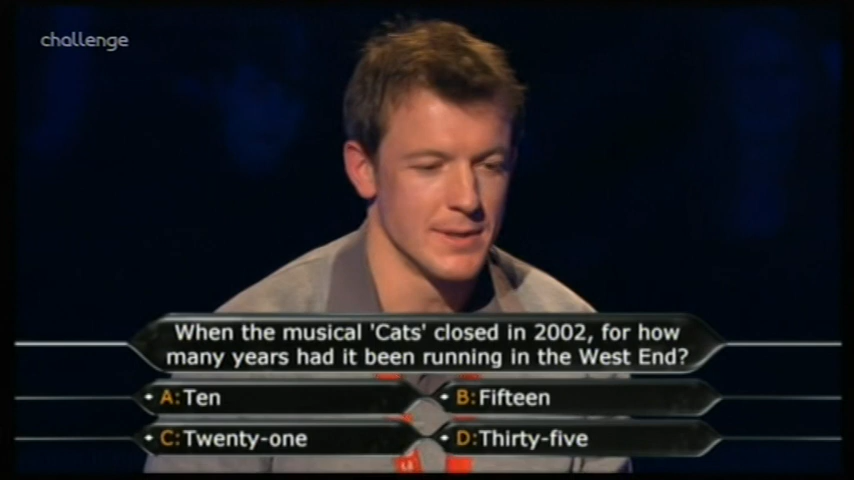 challenge
When the musical 'Cats' closed in 2002, for how
many years had it been running in the West End?
A: Ten
B: Fifteen
C: Twenty-one
D: Thirty-five